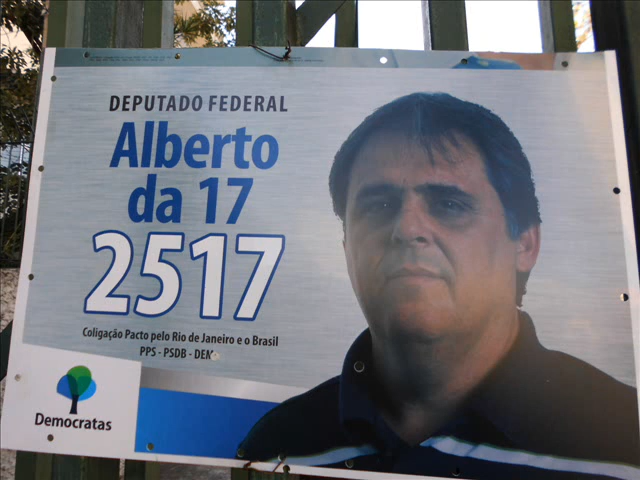 DEPUTADO FEDERAL
Alberto
da 17
2517
Coligação Pacto pelo Rio de Janeiro e o Brasil
PPS - PSDB - DEM
Democratas